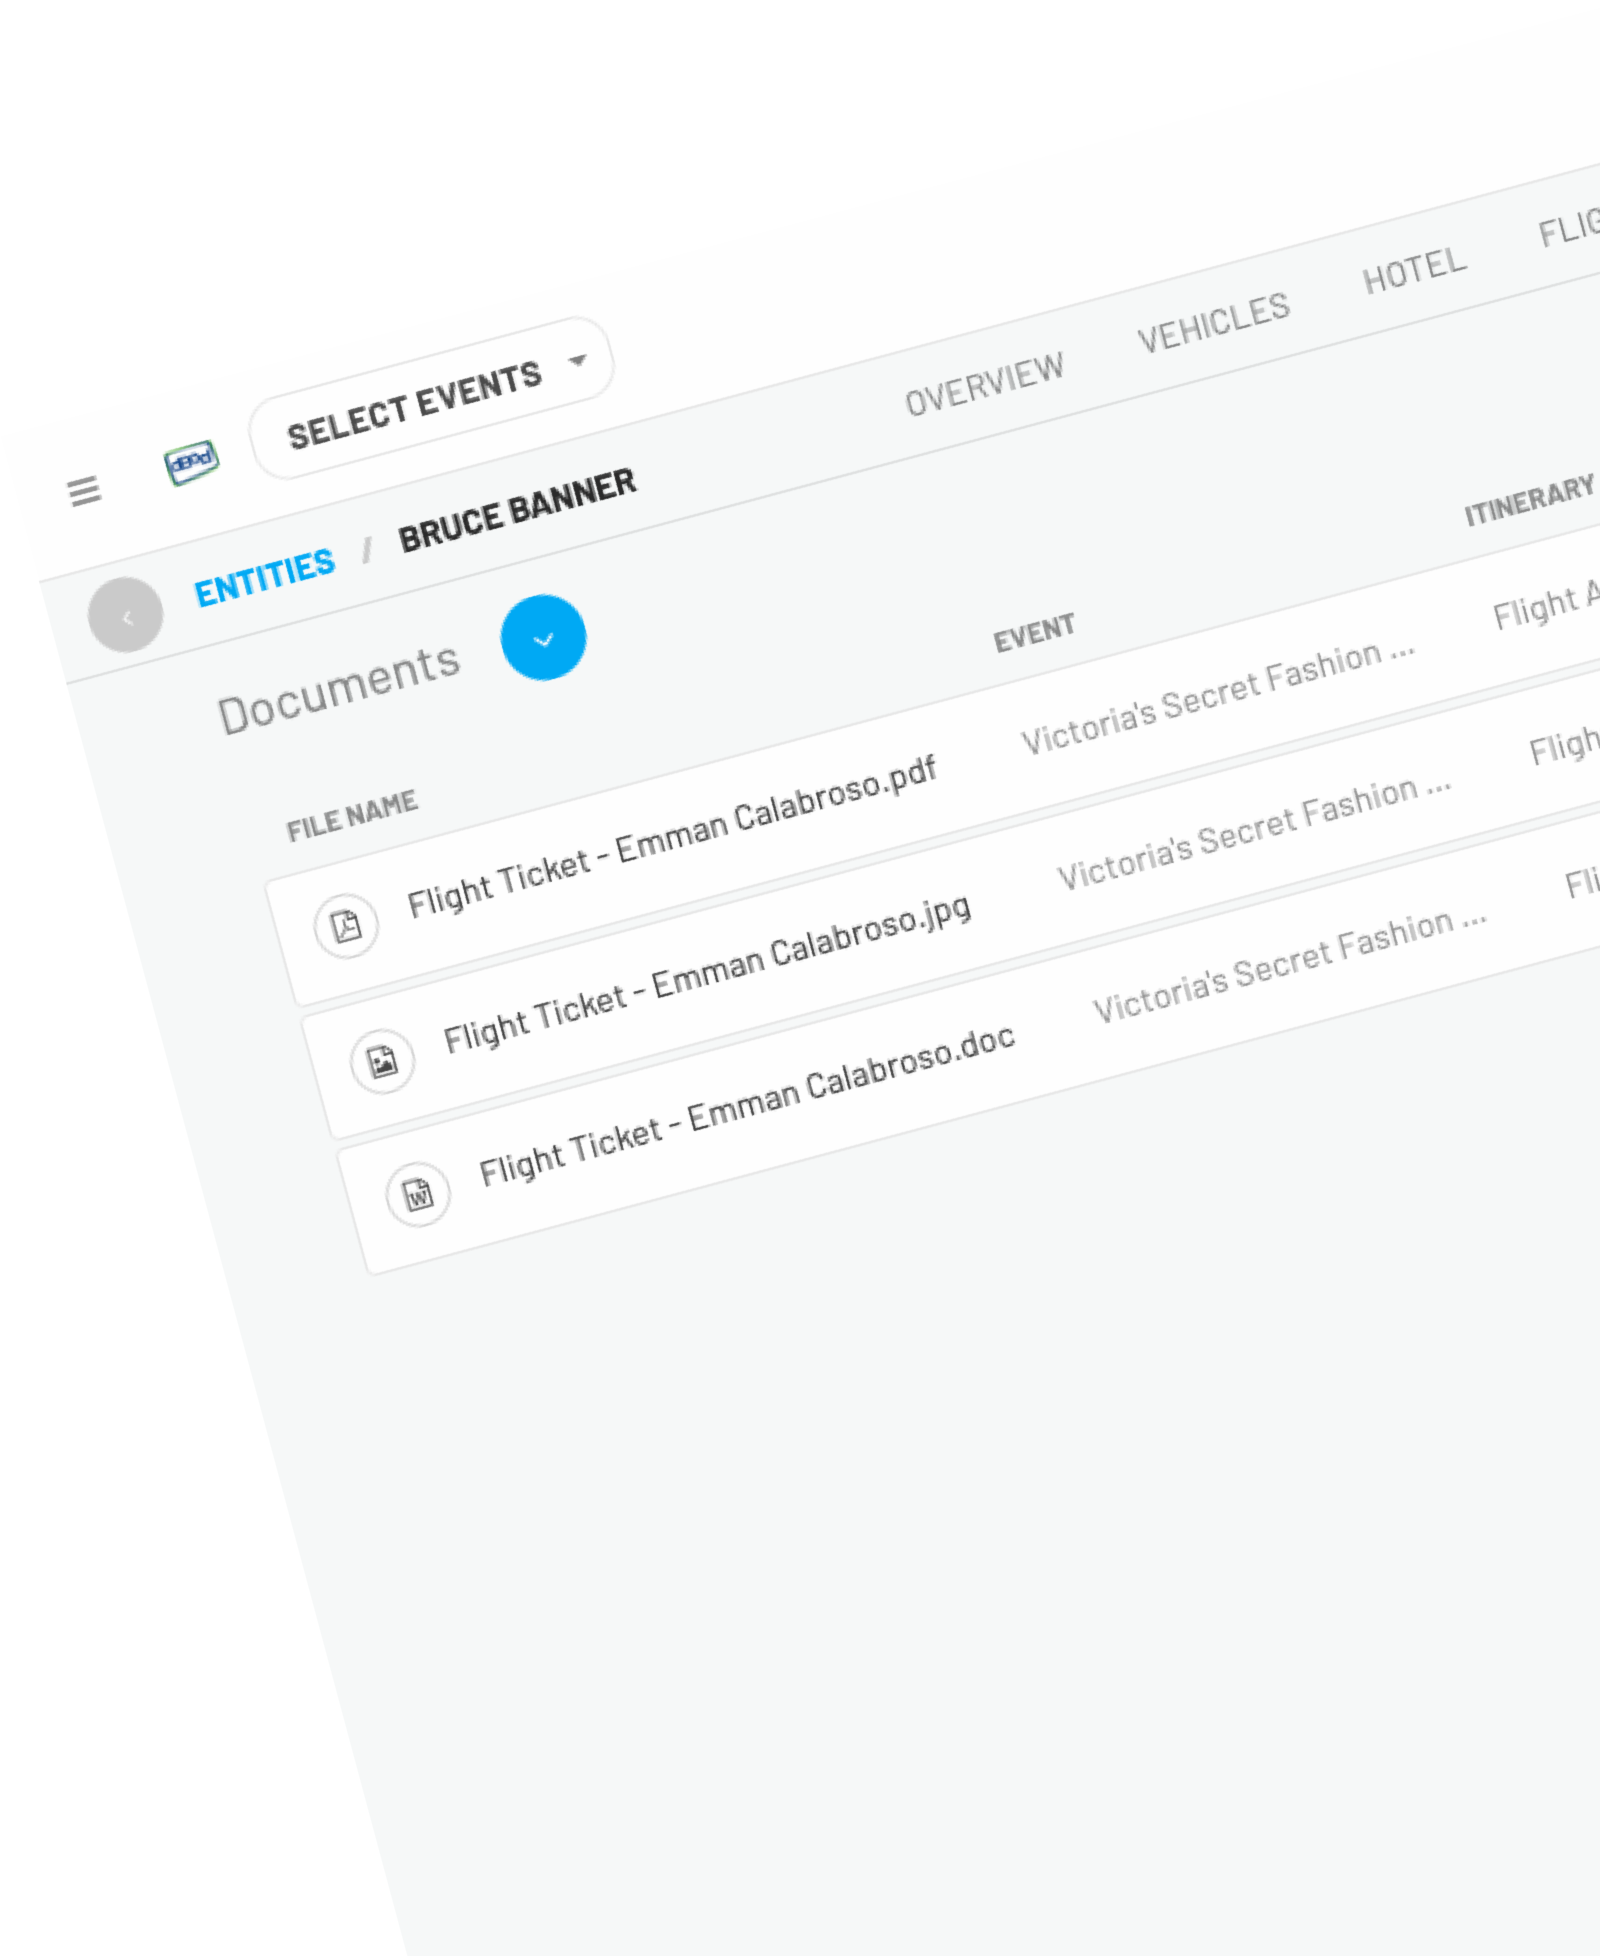 SELECT EVENTS
ENTITIES / BRUCE BANNER
OVERVIEW VEHICLES HOTEL FLIG
Documents
FILE NAME EVENT ITINERARY
Flight Ticket - Emman Calabroso.pdf Victoria's Secret Fashion ... Flight A
Flight Ticket - Emman Calabroso.jpg Victoria's Secret Fashion ... Fligh
Flight Ticket - Emman Calabroso.doc Victoria's Secret Fashion ... Fli